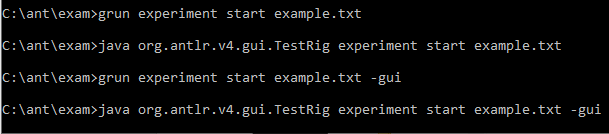 C:\ant\exam>grun experiment start example.txt
C:\ant\exam>java org.antlr.v4.gui.TestRig experiment start example.txt
C:\ant\exam>grun experiment start example.txt -gui
C:\ant\exam>java org.antlr.v4.gui.TestRig experiment start example.txt -gui